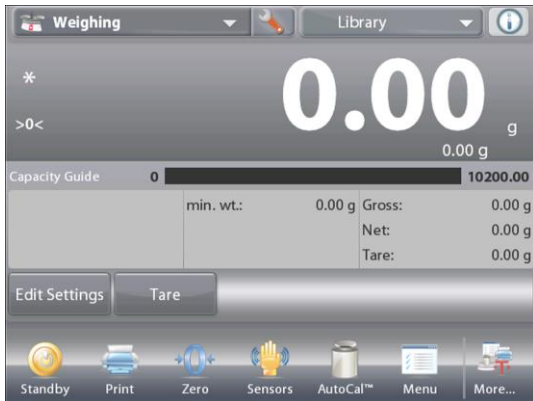 Weighing Library
*
0.00 g
>0<
0.00 g
Capacity Guide 0 10200.00
min. wt.: 0.00 g Gross: 0.00 g
Net: 0.00 g
Tare: 0.00 g
Edit Settings Tare
Standby Print Zero Sensors AutoCal™ Menu More...